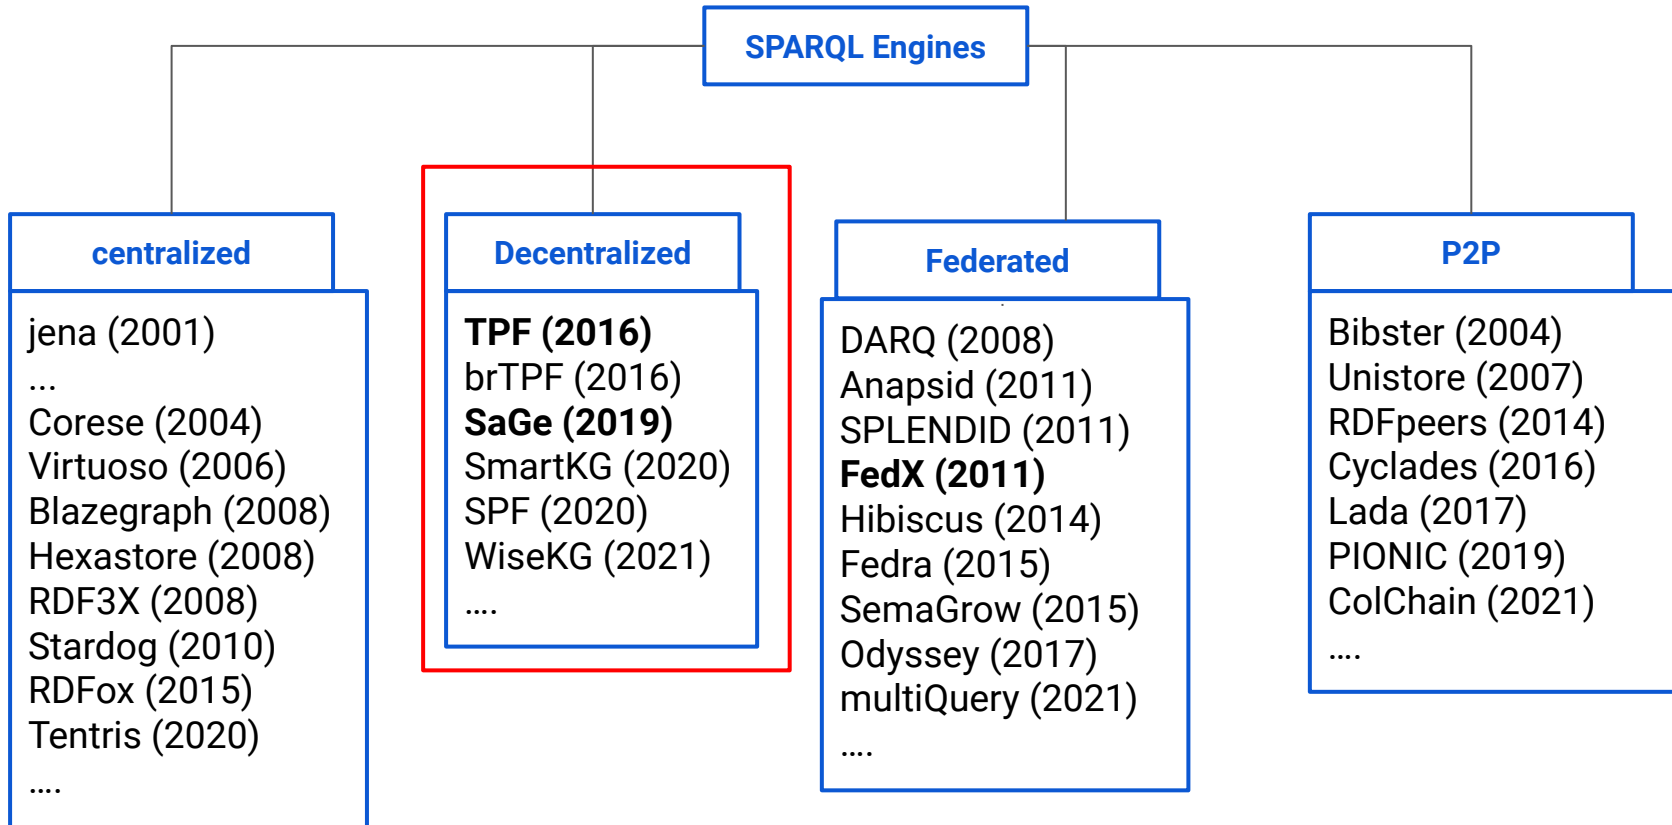 SPARQL Engines
centralized
jena (2001)
...
Corese (2004)
Virtuoso (2006)
Blazegraph (2008)
Hexastore (2008)
RDF3X (2008)
Stardog (2010)
RDFox (2015)
Tentris (2020)
....
Decentralized
TPF (2016)
brTPF (2016)
SaGe (2019)
SmartKG (2020)
SPF (2020)
WiseKG (2021)
....
Federated
DARQ (2008)
Anapsid (2011)
SPLENDID (2011)
FedX (2011)
Hibiscus (2014)
Fedra (2015)
SemaGrow (2015)
Odyssey (2017)
multiQuery (2021)
....
P2P
Bibster (2004)
Unistore (2007)
RDFpeers (2014)
Cyclades (2016)
Lada (2017)
PIONIC (2019)
ColChain (2021)
....